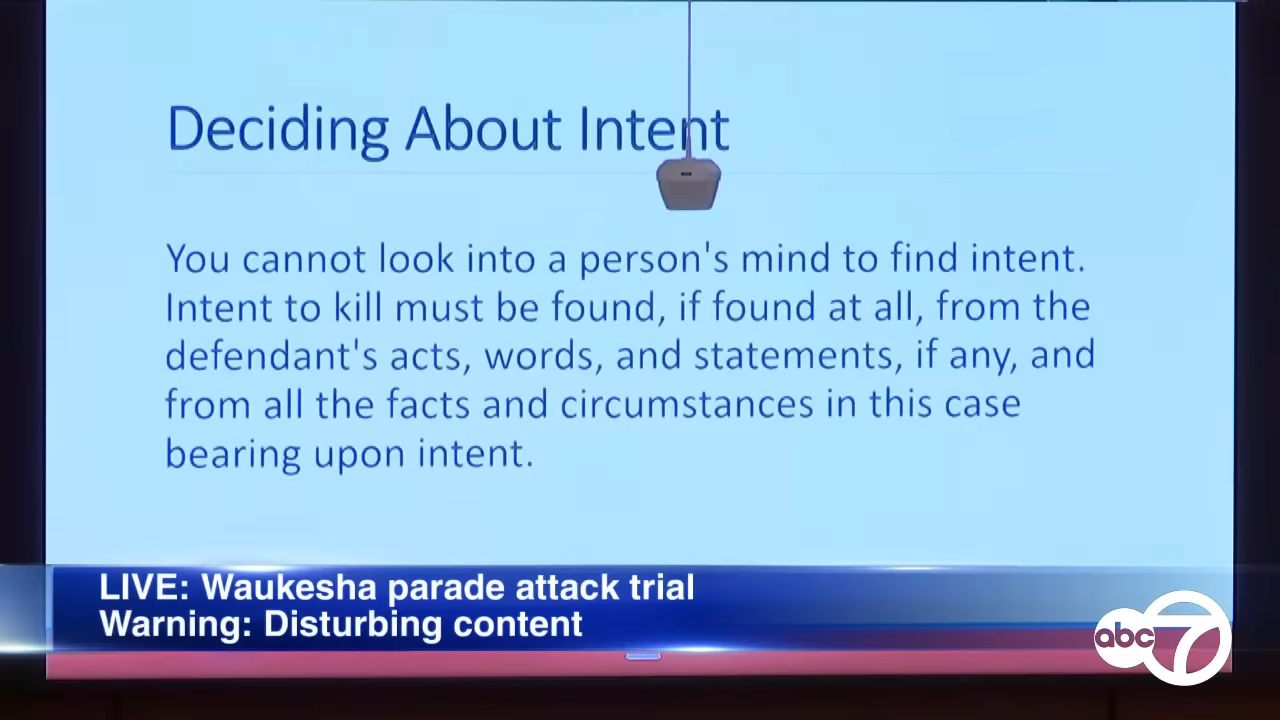 Deciding About Intent
You cannot look into a person's mind to find intent.
Intent to kill must be found, if found at all, from the
defendant's acts, words, and statements, if any, and
from all the facts and circumstances in this case
bearing upon intent.
LIVE: Waukesha parade attack trial
Warning: Disturbing content
abc 7